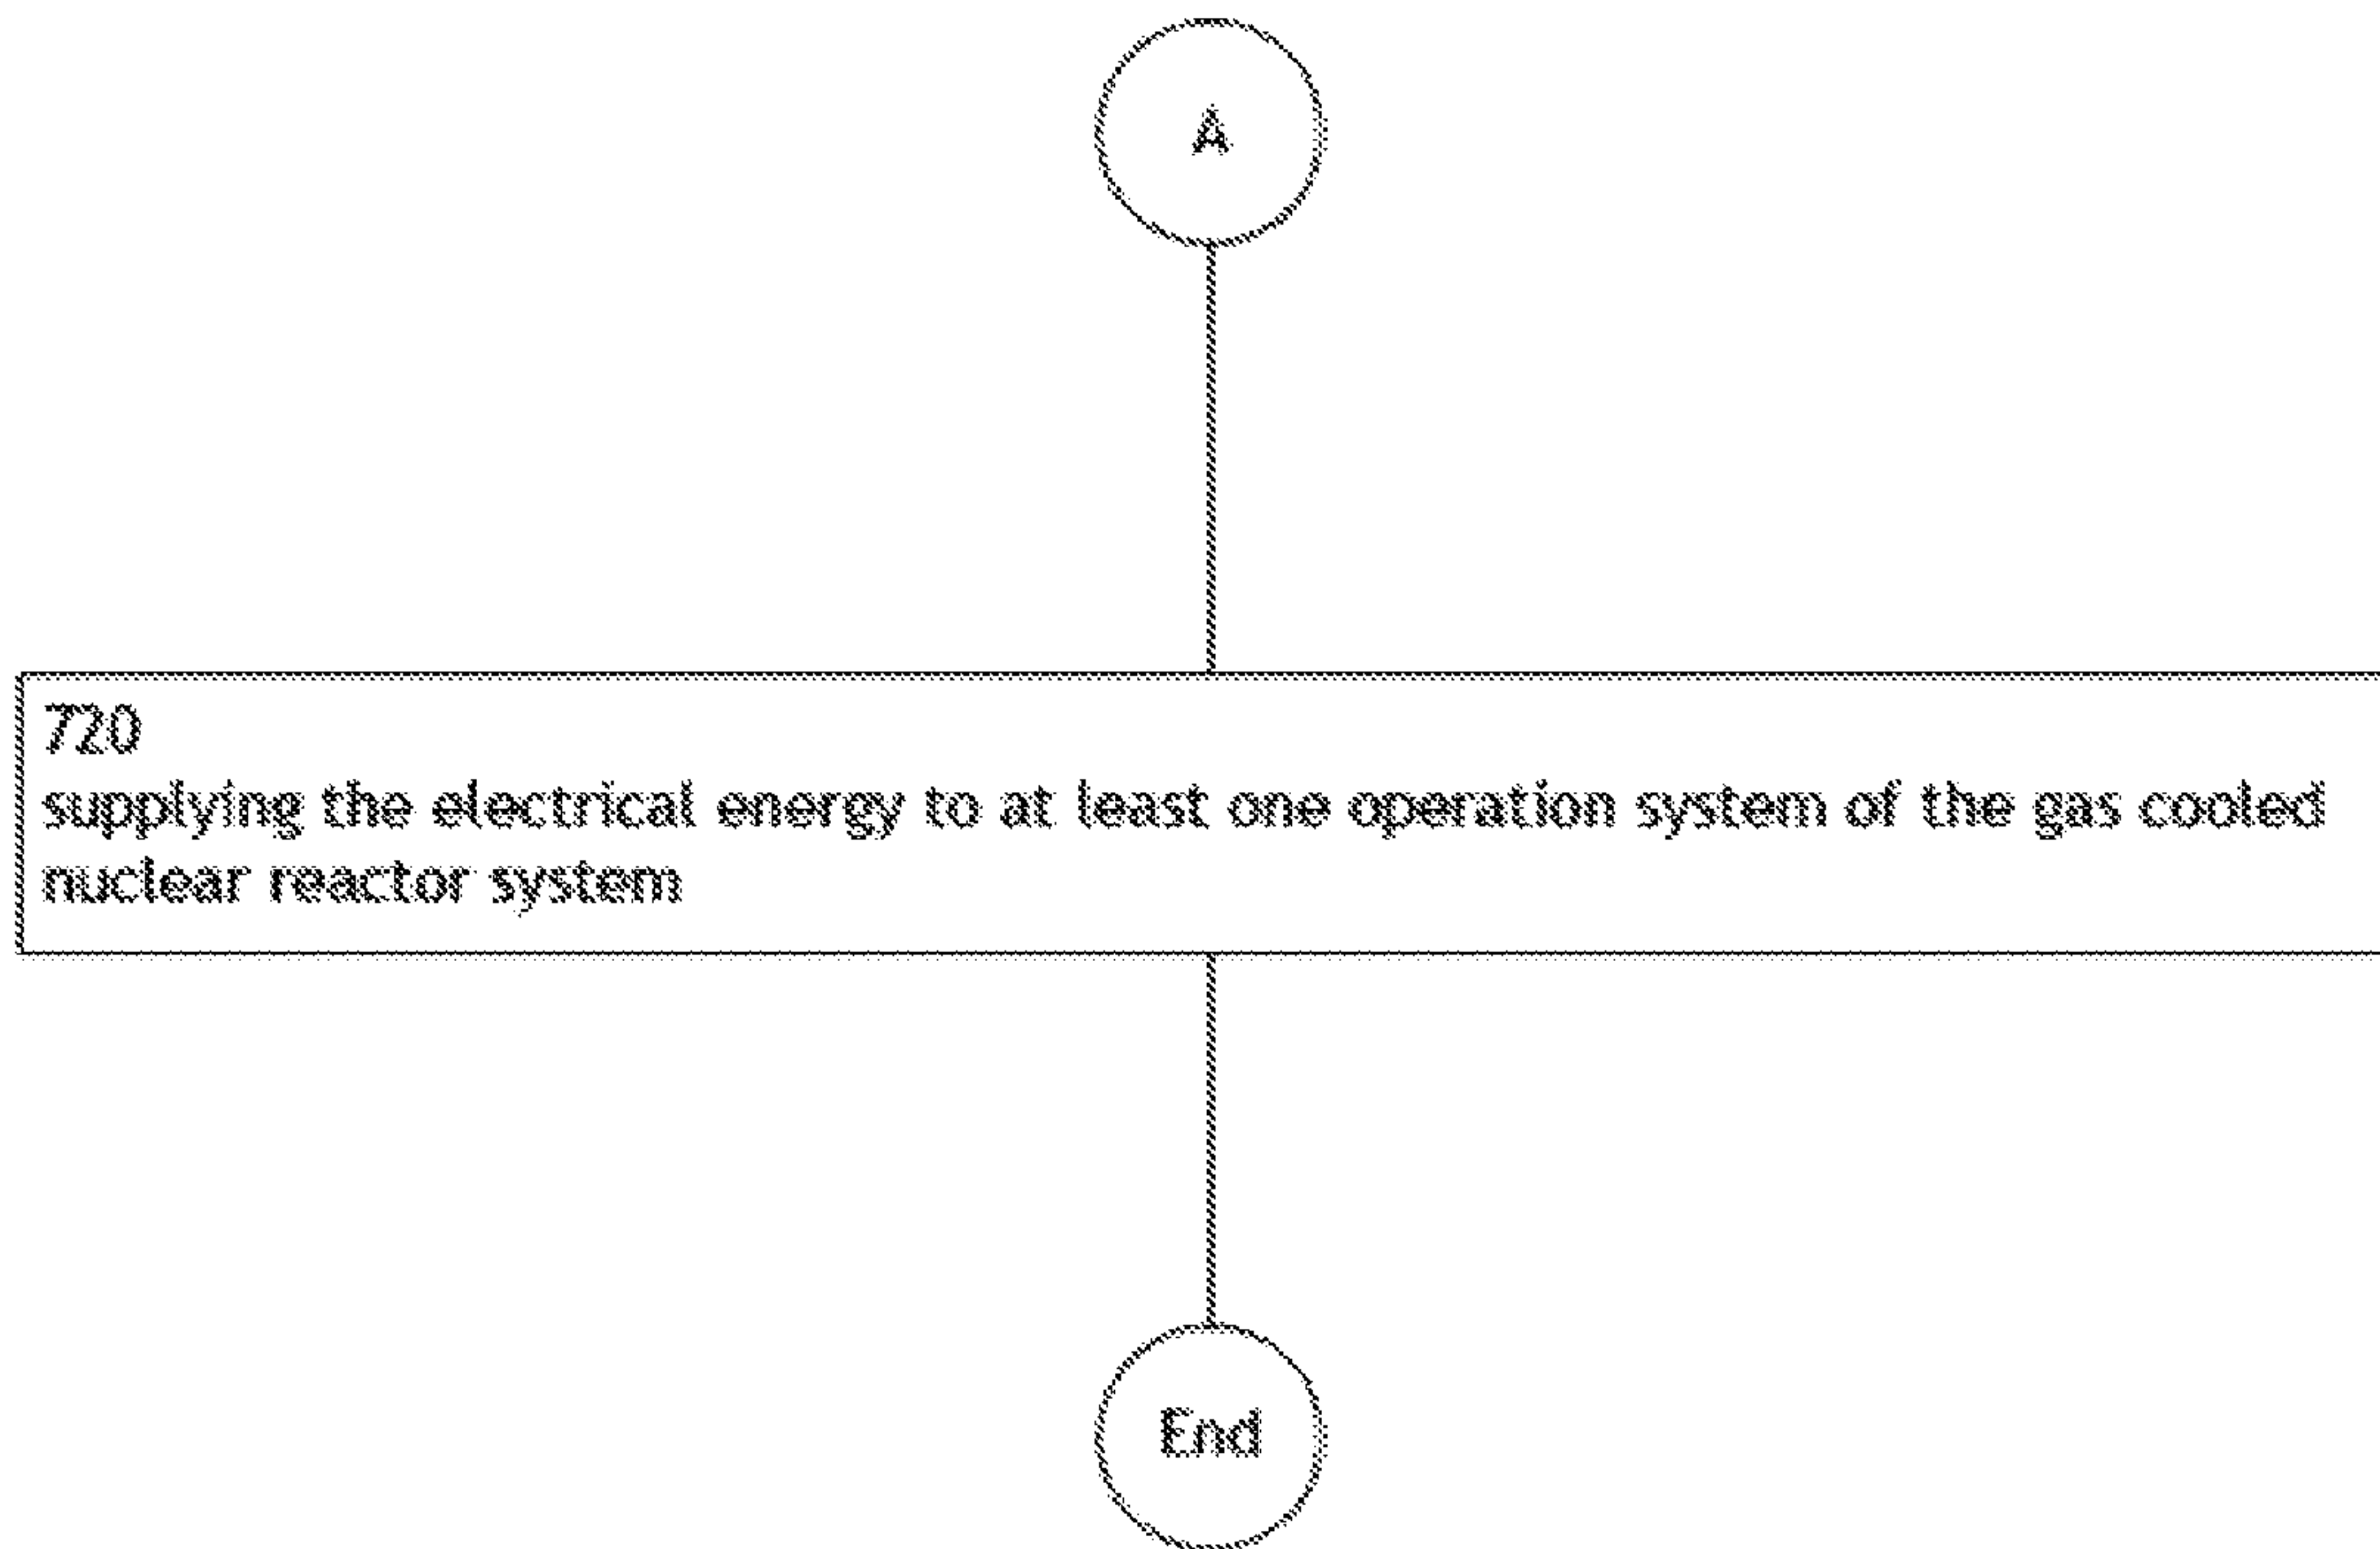 A
720
supplying the electrical energy to at least one operation system of the gas cooled
nuclear reactor system
End